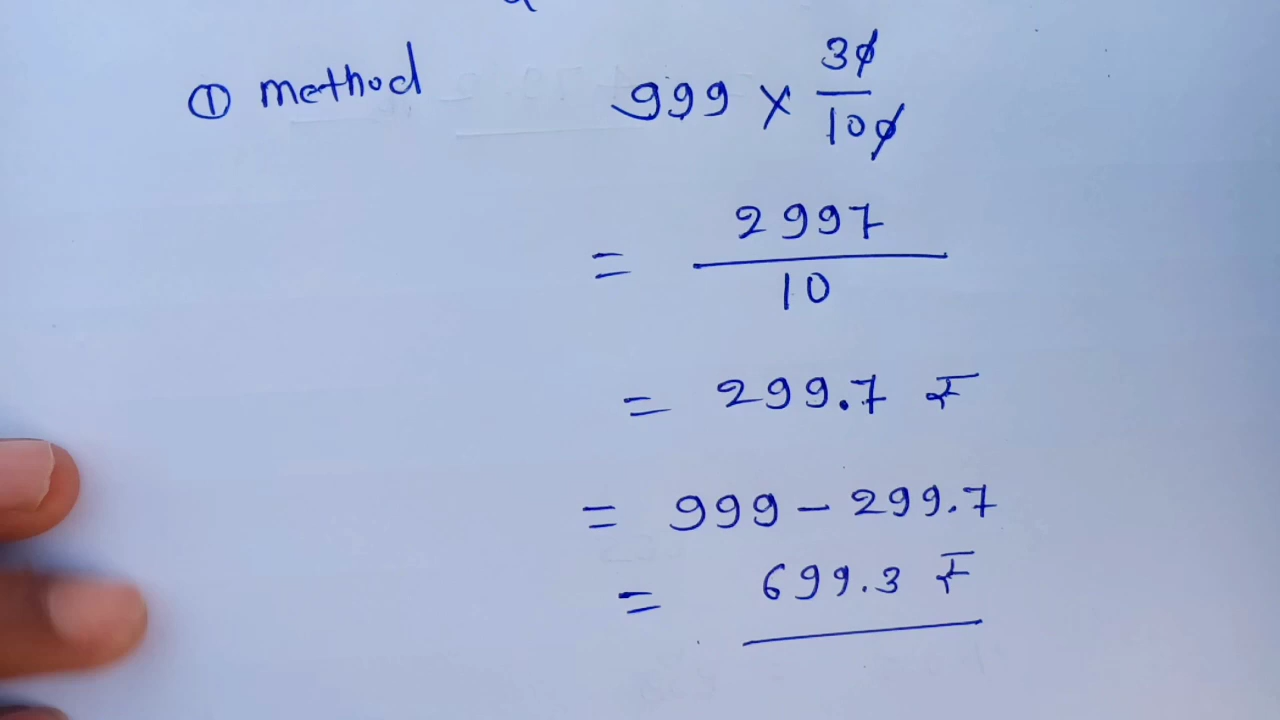 ① method
999 × 30/100
= 2997/10
= 299.7 ₹
= 999 - 299.7
= 699.3 ₹